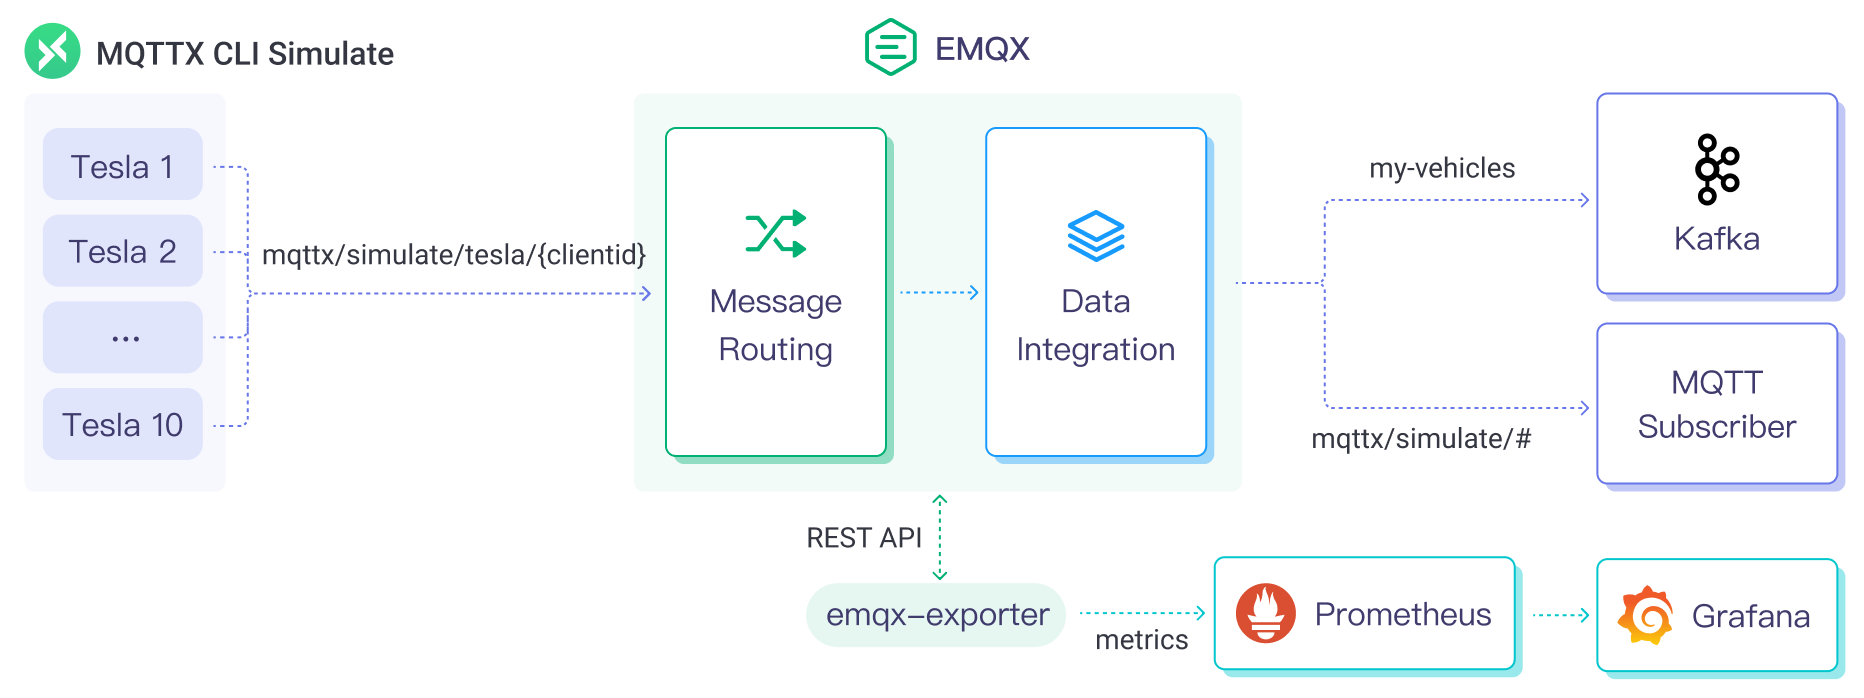 MQTTX CLI Simulate
EMQX
Tesla 1
Tesla 2
...
Tesla 10
mqttx/simulate/tesla/{clientid}
Message
Routing
Data
Integration
my-vehicles
Kafka
MQTT
Subscriber
mqttx/simulate/#
REST API
emqx-exporter
metrics
Prometheus
Grafana